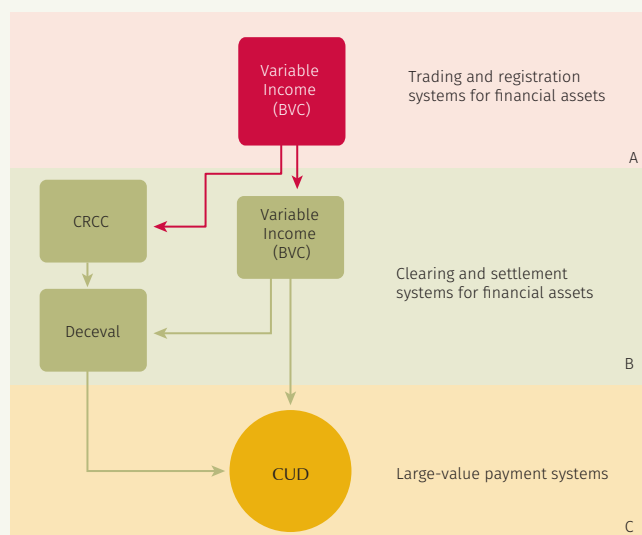 Variable
Income
(BVC)
Trading and registration
systems for financial assets
A
CRCC
Variable
Income
(BVC)
Clearing and settlement
systems for financial assets
Deceval
B
CUD
Large-value payment systems
C